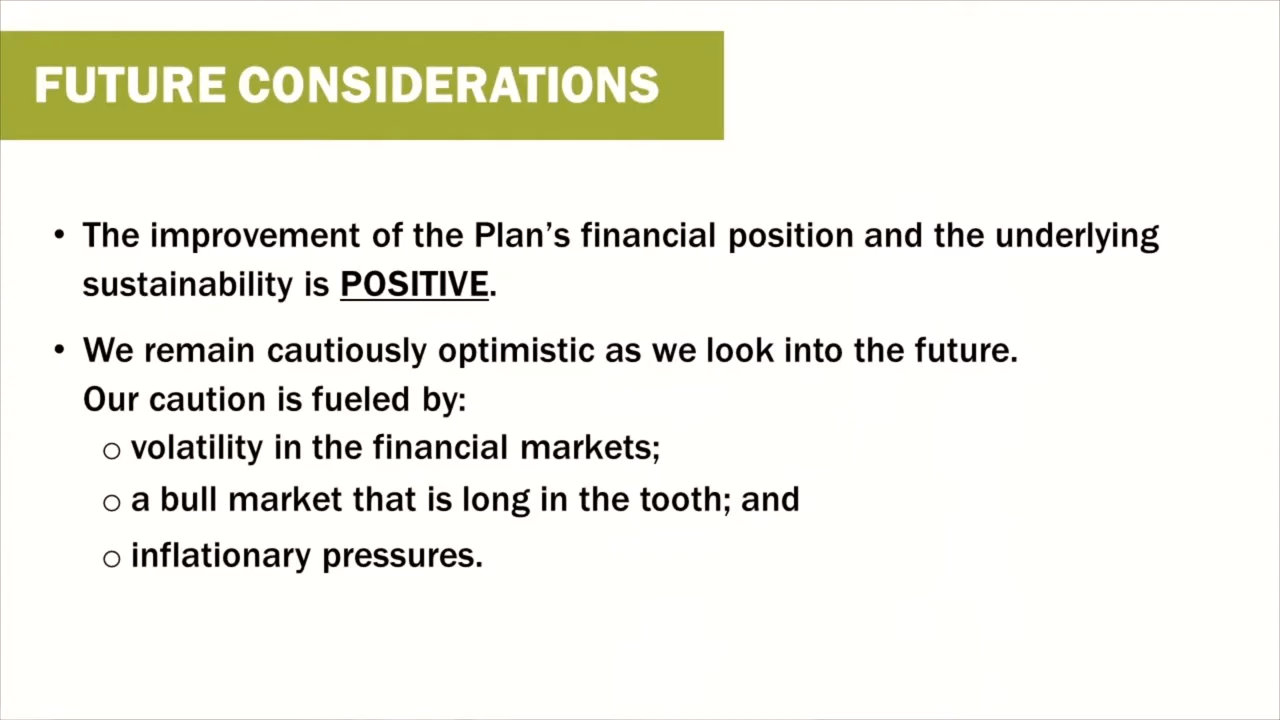 FUTURE CONSIDERATIONS
• The improvement of the Plan’s financial position and the underlying
sustainability is POSITIVE.
• We remain cautiously optimistic as we look into the future.
Our caution is fueled by:
o volatility in the financial markets;
o a bull market that is long in the tooth; and
o inflationary pressures.